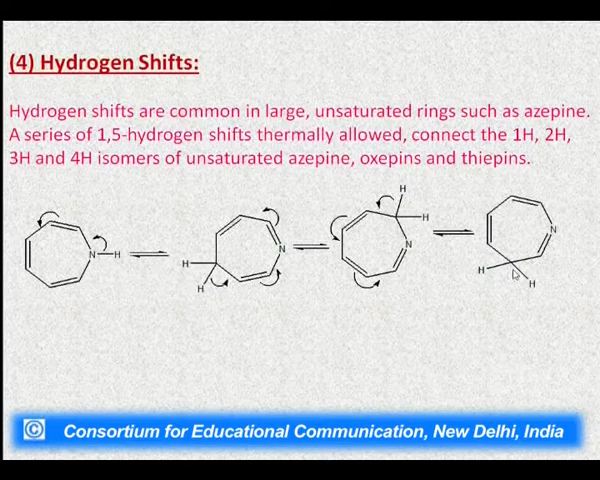 (4) Hydrogen Shifts:
Hydrogen shifts are common in large, unsaturated rings such as azepine.
A series of 1,5-hydrogen shifts thermally allowed, connect the 1H, 2H,
3H and 4H isomers of unsaturated azepine, oxepins and thiepins.
H
H
N H
H
H
N
N
N
H
H
© Consortium for Educational Communication, New Delhi, India